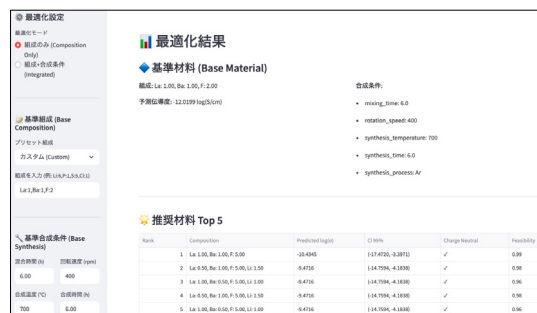 最適化設定
最適化モード
組成のみ (Composition
Only)
組成+合成条件
(Integrated)
基準組成 (Base
Composition)
プリセット組成
カスタム (Custom)
組成を入力 (例: Li:6,P:1,S:5,Cl:1)
La:1,Ba:1,F:2
基準合成条件 (Base
Synthesis)
混合時間 (h) 回転速度 (rpm)
6.00 400
合成温度 (°C) 合成時間 (h)
700 6.00
最適化結果
基準材料 (Base Material)
組成: La: 1.00, Ba: 1.00, F: 2.00
予測伝導度: -12.0199 log(S/cm)
合成条件:
mixing_time: 6.0
rotation_speed: 400
synthesis_temperature: 700
synthesis_time: 6.0
synthesis_process: Ar
推奨材料 Top 5
Rank Composition Predicted log(σ) CI 95% Charge Neutral Feasibility
1 La: 1.00, Ba: 1.00, F: 5.00 -10.4345 (-17.4720, -3.3971) ✓ 0.99
2 La: 0.50, Ba: 1.00, F: 5.00, Li: 1.50 -9.4716 (-14.7594, -4.1838) ✓ 0.98
3 La: 1.00, Ba: 0.50, F: 5.00, Li: 1.00 -9.4716 (-14.7594, -4.1838) ✓ 0.96
4 La: 0.50, Ba: 1.00, F: 5.00, Li: 1.50 -9.4716 (-14.7594, -4.1838) ✓ 0.98
5 La: 1.00, Ba: 0.50, F: 5.00, Li: 1.00 -9.4716 (-14.7594, -4.1838) ✓ 0.96